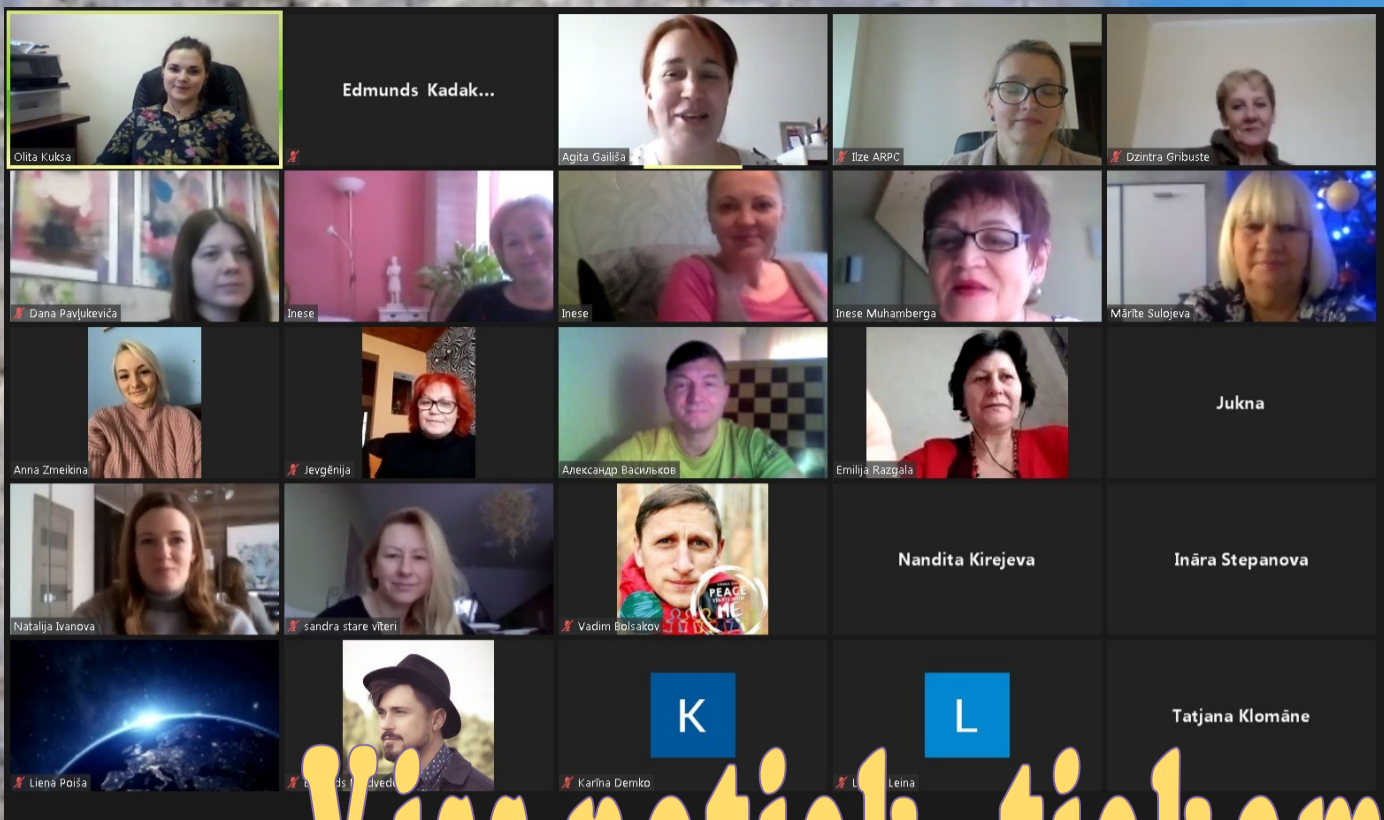 Edmunds Kadak...
Olita Kuksa
Agita Gailiša
Ilze ARPC
Dzintra Gribuste
Dana Pavļukeviča
Inese
Inese
Inese Muhamberga
Mārīte Sulojeva
Jukna
Anna Zmeikina
Jevgēnija
Александр Васильков
Emilija Razgala
Nandita Kirejeva
Ināra Stepanova
PEACE
STARTS WITH
ME
Natalija Ivanova
sandra stare vīteri
Vadim Bolsakov
K
L
Tatjana Klomāne
Liena Poiša
Karīna Demko
Leina